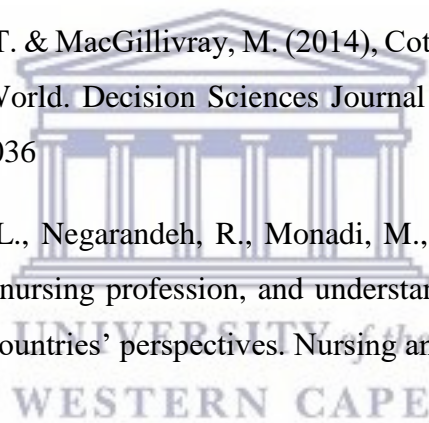 T. & MacGillivray, M. (2014), Cot
World. Decision Sciences Journal
036
L., Negarandeh, R., Monadi, M.,
nursing profession, and understa
UNIVERSITY of the
ountries' perspectives. Nursing an
WESTERN CAPE